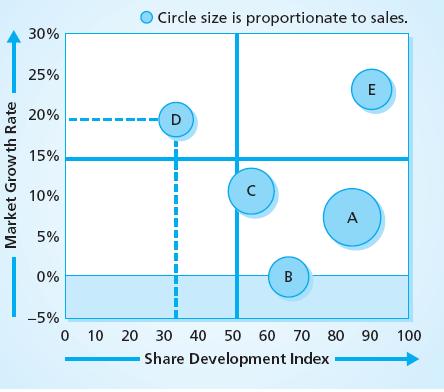 Circle size is proportionate to sales.
30%
25%
20%
15%
10%
5%
0%
–5%
Market Growth Rate
D
E
C
A
B
0 10 20 30 40 50 60 70 80 90 100
Share Development Index